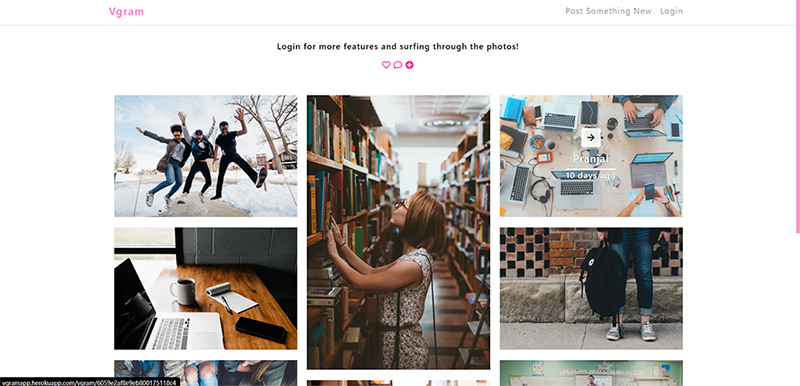 Vgram
Post Something New Login
Login for more features and surfing through the photos!
Pranjal
10 days ago
vgramapp.herokuapp.com/vgram/6059e2af8e9eb800175118c4